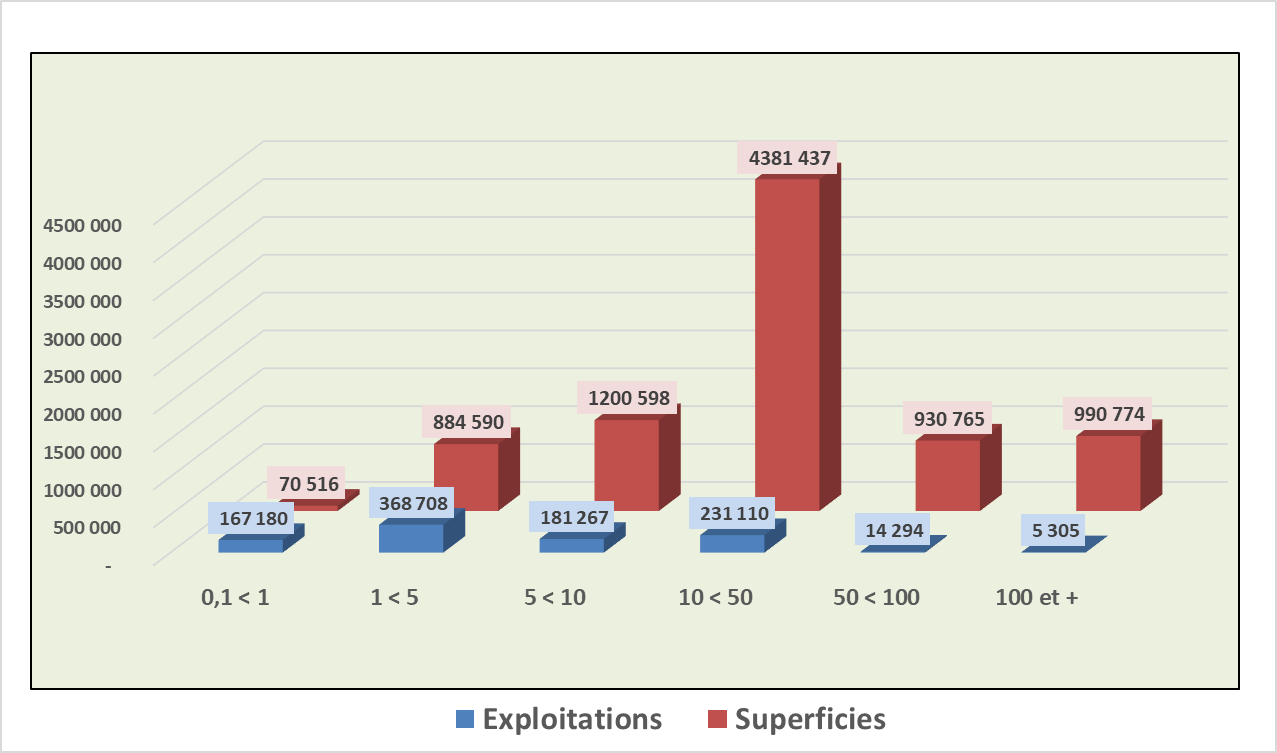 4381 437
4500 000
4000 000
3500 000
3000 000
2500 000
2000 000
1500 000
1000 000
500 000
-
70 516
884 590
1200 598
930 765
990 774
167 180
368 708
181 267
231 110
14 294
5 305
0,1 < 1
1 < 5
5 < 10
10 < 50
50 < 100
100 et +
Exploitations
Superficies